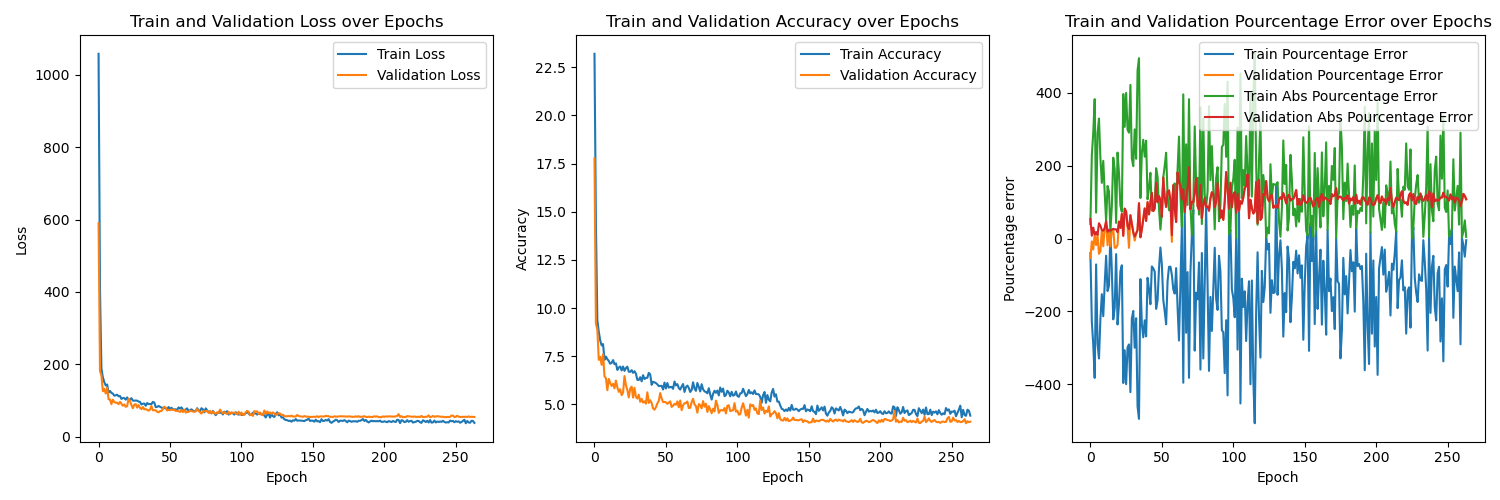 Train and Validation Loss over Epochs
1000
800
600
400
200
0
Loss
0
50
100
150
200
250
Epoch
Train Loss
Validation Loss
Train and Validation Accuracy over Epochs
22.5
20.0
17.5
15.0
12.5
10.0
7.5
5.0
Accuracy
0
50
100
150
200
250
Epoch
Train Accuracy
Validation Accuracy
Train and Validation Pourcentage Error over Epochs
400
200
0
−200
−400
Pourcentage error
0
50
100
150
200
250
Epoch
Train Pourcentage Error
Validation Pourcentage Error
Train Abs Pourcentage Error
Validation Abs Pourcentage Error